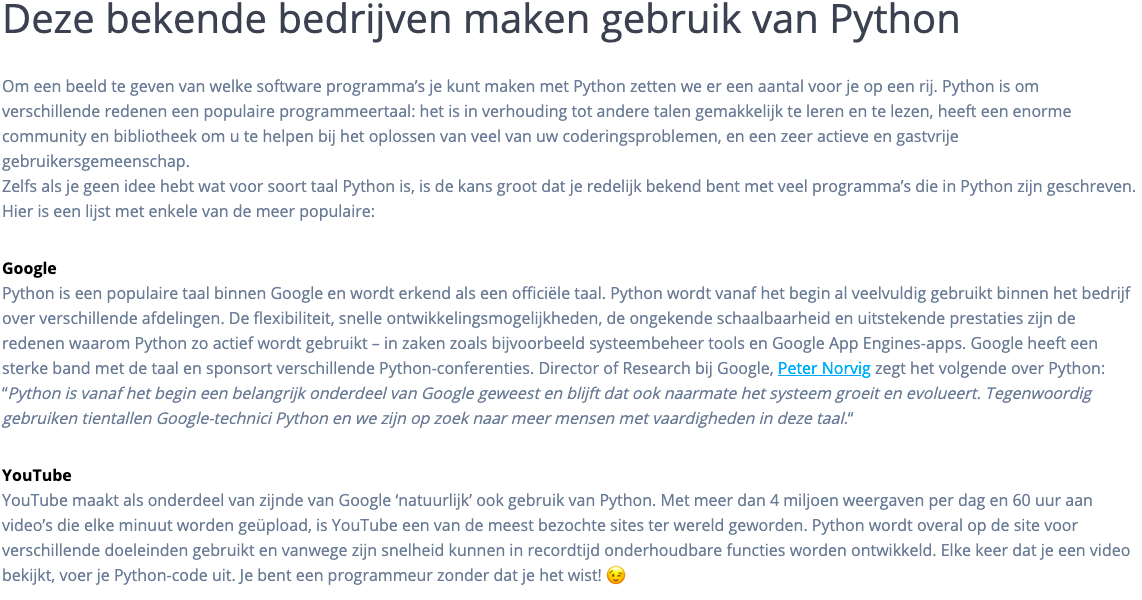 Deze bekende bedrijven maken gebruik van Python
Om een beeld te geven van welke software programma’s je kunt maken met Python zetten we er een aantal voor je op een rij. Python is om
verschillende redenen een populaire programmeertaal: het is in verhouding tot andere talen gemakkelijk te leren en te lezen, heeft een enorme
community en bibliotheek om u te helpen bij het oplossen van veel van uw coderingsproblemen, en een zeer actieve en gastvrije
gebruikersgemeenschap.
Zelfs als je geen idee hebt wat voor soort taal Python is, is de kans groot dat je redelijk bekend bent met veel programma’s die in Python zijn geschreven.
Hier is een lijst met enkele van de meer populaire:
Google
Python is een populaire taal binnen Google en wordt erkend als een officiële taal. Python wordt vanaf het begin al veelvuldig gebruikt binnen het bedrijf
over verschillende afdelingen. De flexibiliteit, snelle ontwikkelingsmogelijkheden, de ongekende schaalbaarheid en uitstekende prestaties zijn de
redenen waarom Python zo actief wordt gebruikt – in zaken zoals bijvoorbeeld systeembeheer tools en Google App Engines-apps. Google heeft een
sterke band met de taal en sponsort verschillende Python-conferenties. Director of Research bij Google, Peter Norvig zegt het volgende over Python:
“Python is vanaf het begin een belangrijk onderdeel van Google geweest en blijft dat ook naarmate het systeem groeit en evolueert. Tegenwoordig
gebruiken tientallen Google-technici Python en we zijn op zoek naar meer mensen met vaardigheden in deze taal.“
YouTube
YouTube maakt als onderdeel van zijnde van Google ‘natuurlijk’ ook gebruik van Python. Met meer dan 4 miljoen weergaven per dag en 60 uur aan
video’s die elke minuut worden geüpload, is YouTube een van de meest bezochte sites ter wereld geworden. Python wordt overal op de site voor
verschillende doeleinden gebruikt en vanwege zijn snelheid kunnen in recordtijd onderhoudbare functies worden ontwikkeld. Elke keer dat je een video
bekijkt, voer je Python-code uit. Je bent een programmeur zonder dat je het wist! 😉